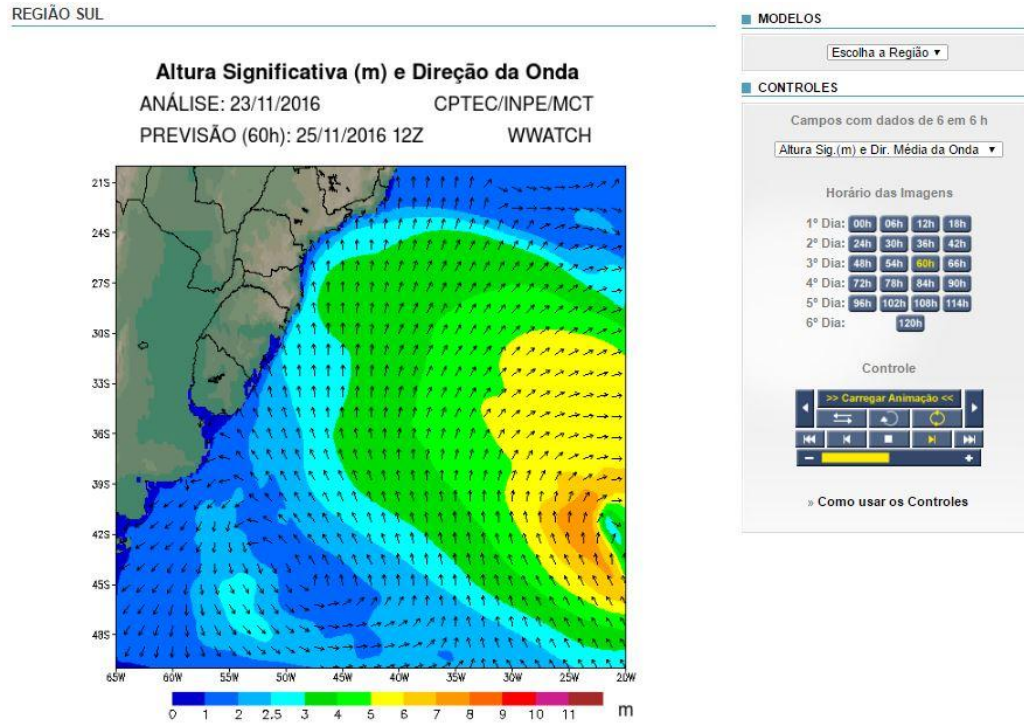 REGIÃO SUL
Altura Significativa (m) e Direção da Onda
ANÁLISE: 23/11/2016 CPTEC/INPE/MCT
PREVISÃO (60h): 25/11/2016 12Z WWATCH
21S
24S
27S
30S
33S
36S
39S
42S
45S
48S
65W 60W 55W 50W 45W 40W 35W 30W 25W 20W
0 1 2 2.5 3 4 5 6 7 8 9 10 11 m
MODELOS
Escolha a Região ▼
CONTROLES
Campos com dados de 6 em 6 h
Altura Sig.(m) e Dir. Média da Onda ▼
Horário das Imagens
1º Dia: 00h 06h 12h 18h
2º Dia: 24h 30h 36h 42h
3º Dia: 48h 54h 60h 66h
4º Dia: 72h 78h 84h 90h
5º Dia: 96h 102h 108h 114h
6º Dia: 120h
Controle
>> Carregar Animação <<
» Como usar os Controles